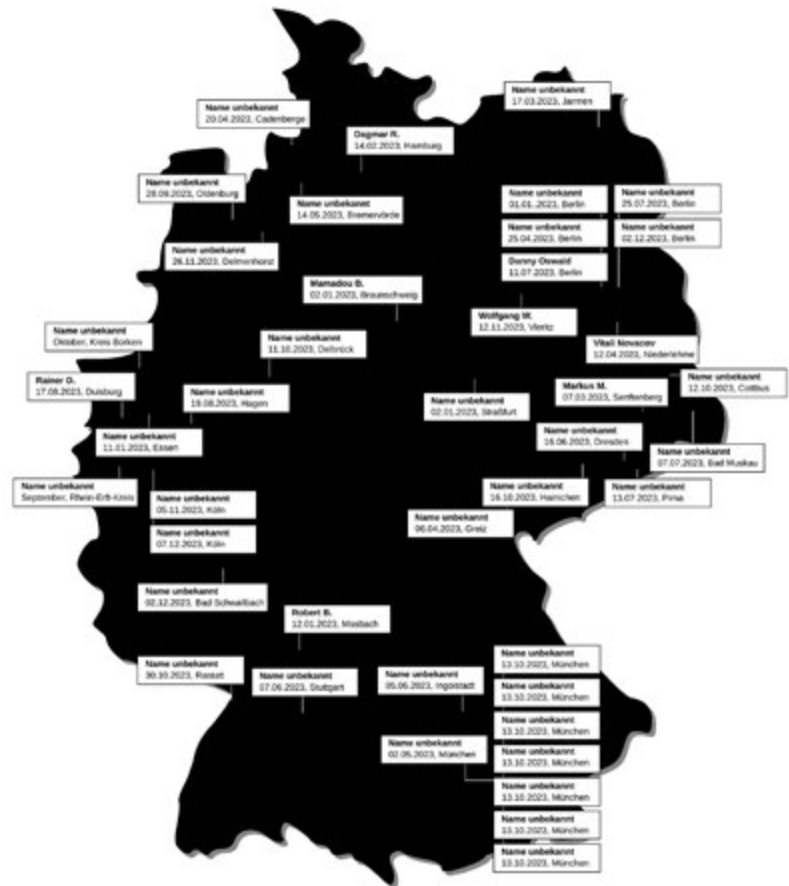 Name unbekannt
17.03.2023, Jarmen
Name unbekannt
20.04.2023, Cadenberge
Dagmar R.
14.02.2023, Hamburg
Name unbekannt
28.09.2023, Oldenburg
Name unbekannt
01.01..2023, Berlin
Name unbekannt
25.07.2023, Berlin
Name unbekannt
14.05.2023, Bremervörde
Name unbekannt
25.04.2023, Berlin
Name unbekannt
02.12.2023, Berlin
Name unbekannt
26.11.2023, Delmenhorst
Danny Oswald
11.07.2023, Berlin
Mamadou B.
02.01.2023, Braunschweig
Wolfgang W.
12.11.2023, Vieritz
Name unbekannt
Oktober, Kreis Borken
Name unbekannt
11.10.2023, Delbrück
Vitali Novacov
12.04.2023, Niederlehme
Rainer D.
17.08.2023, Duisburg
Name unbekannt
19.08.2023, Hagen
Name unbekannt
02.01.2023, Staßfurt
Markus M.
07.03.2023, Senftenberg
Name unbekannt
12.10.2023, Cottbus
Name unbekannt
11.01.2023, Essen
Name unbekannt
16.06.2023, Dresden
Name unbekannt
07.07.2023, Bad Muskau
Name unbekannt
September, Rhein-Erft-Kreis
Name unbekannt
05.11.2023, Köln
Name unbekannt
16.10.2023, Hainichen
Name unbekannt
13.07.2023, Pirna
Name unbekannt
07.12.2023, Köln
Name unbekannt
06.04.2023, Greiz
Name unbekannt
02.12.2023, Bad Schwalbach
Robert B.
12.01.2023, Mosbach
Name unbekannt
30.10.2023, Rastatt
Name unbekannt
07.06.2023, Stuttgart
Name unbekannt
05.06.2023, Ingolstadt
Name unbekannt
02.05.2023, München
Name unbekannt
13.10.2023, München
Name unbekannt
13.10.2023, München
Name unbekannt
13.10.2023, München
Name unbekannt
13.10.2023, München
Name unbekannt
13.10.2023, München
Name unbekannt
13.10.2023, München
Name unbekannt
13.10.2023, München